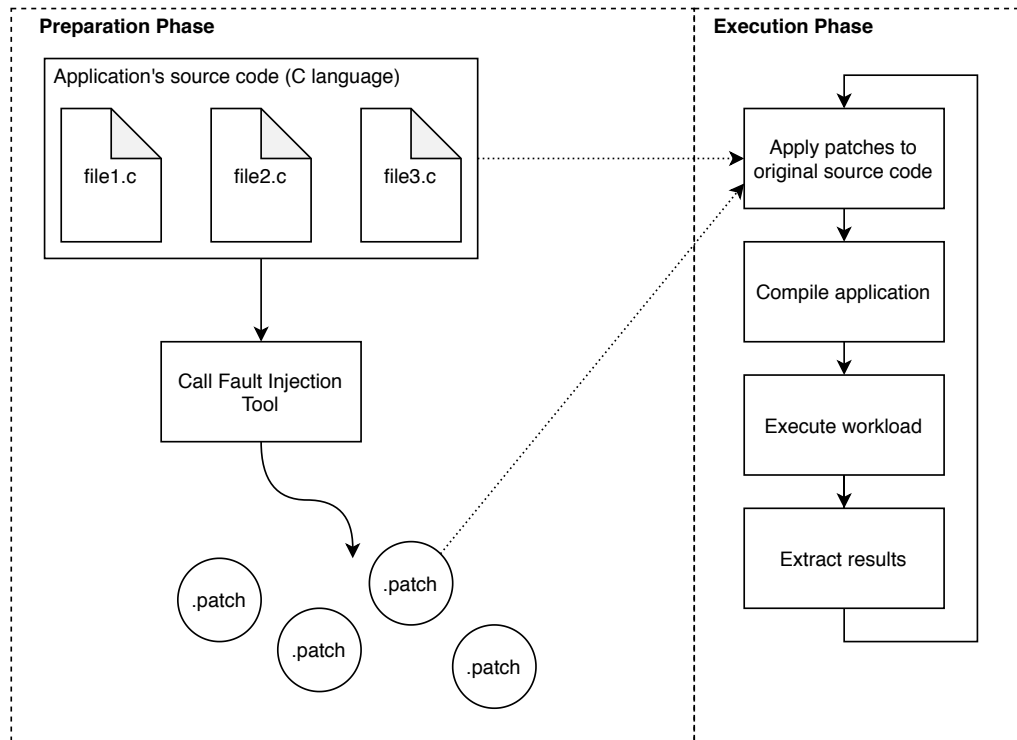 Preparation Phase
Application's source code (C language)
file1.c
file2.c
file3.c
Call Fault Injection
Tool
.patch
.patch
.patch
.patch
Execution Phase
Apply patches to
original source code
Compile application
Execute workload
Extract results